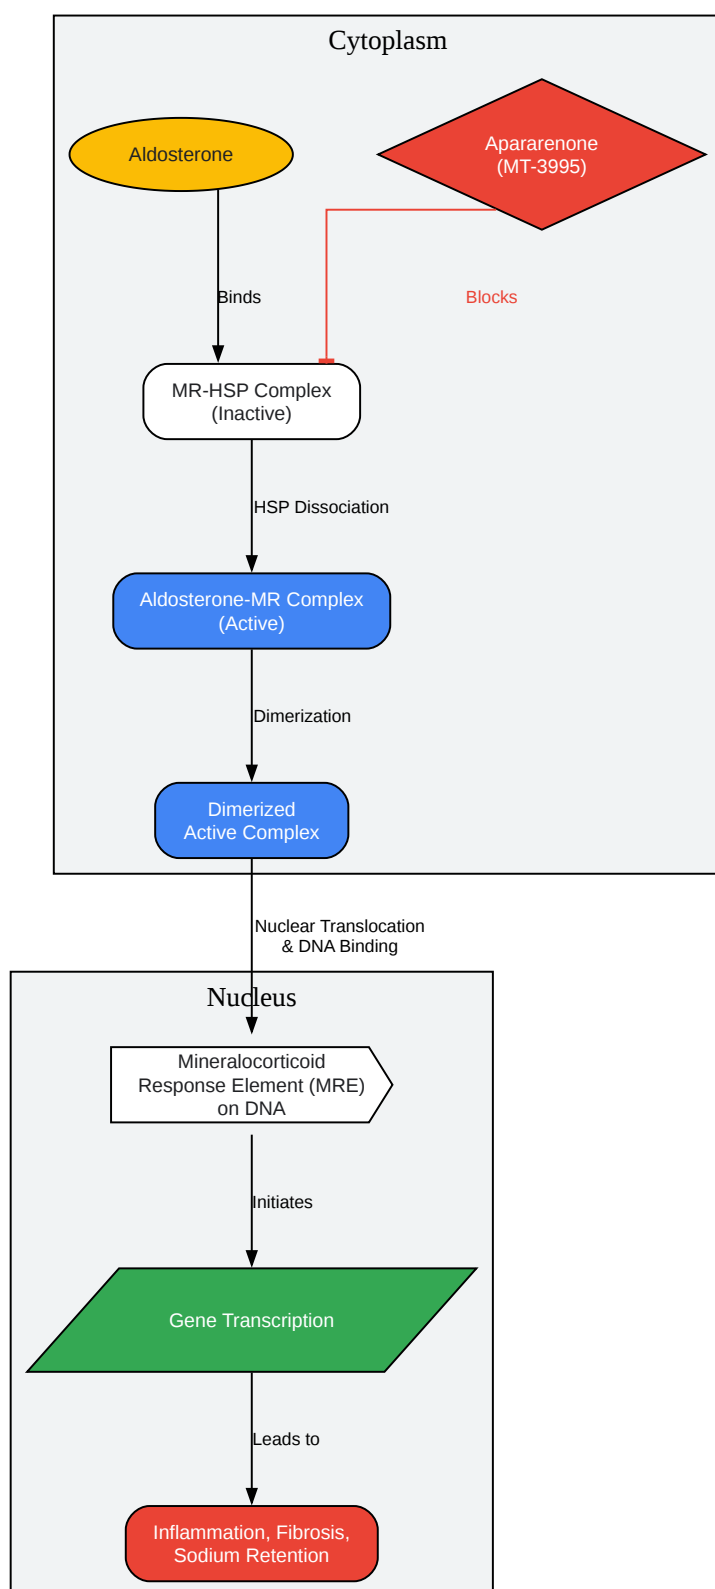 Cytoplasm
Aldosterone
Apararenone
(MT-3995)
Binds
Blocks
MR-HSP Complex
(Inactive)
HSP Dissociation
Aldosterone-MR Complex
(Active)
Dimerization
Dimerized
Active Complex
Nuclear Translocation
& DNA Binding
Nucleus
Mineralocorticoid
Response Element (MRE)
on DNA
Initiates
Gene Transcription
Leads to
Inflammation, Fibrosis,
Sodium Retention